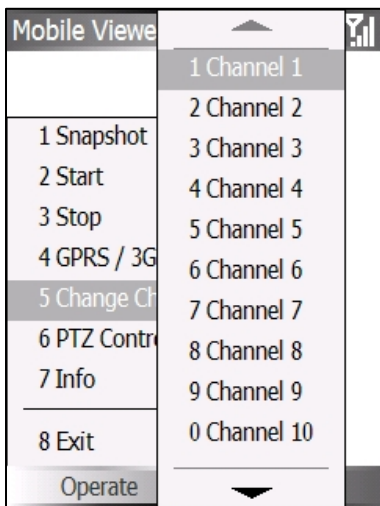 Mobile Viewe
1 Snapshot
2 Start
3 Stop
4 GPRS / 3G
5 Change Ch
6 PTZ Contr
7 Info
8 Exit
Operate
1 Channel 1
2 Channel 2
3 Channel 3
4 Channel 4
5 Channel 5
6 Channel 6
7 Channel 7
8 Channel 8
9 Channel 9
0 Channel 10